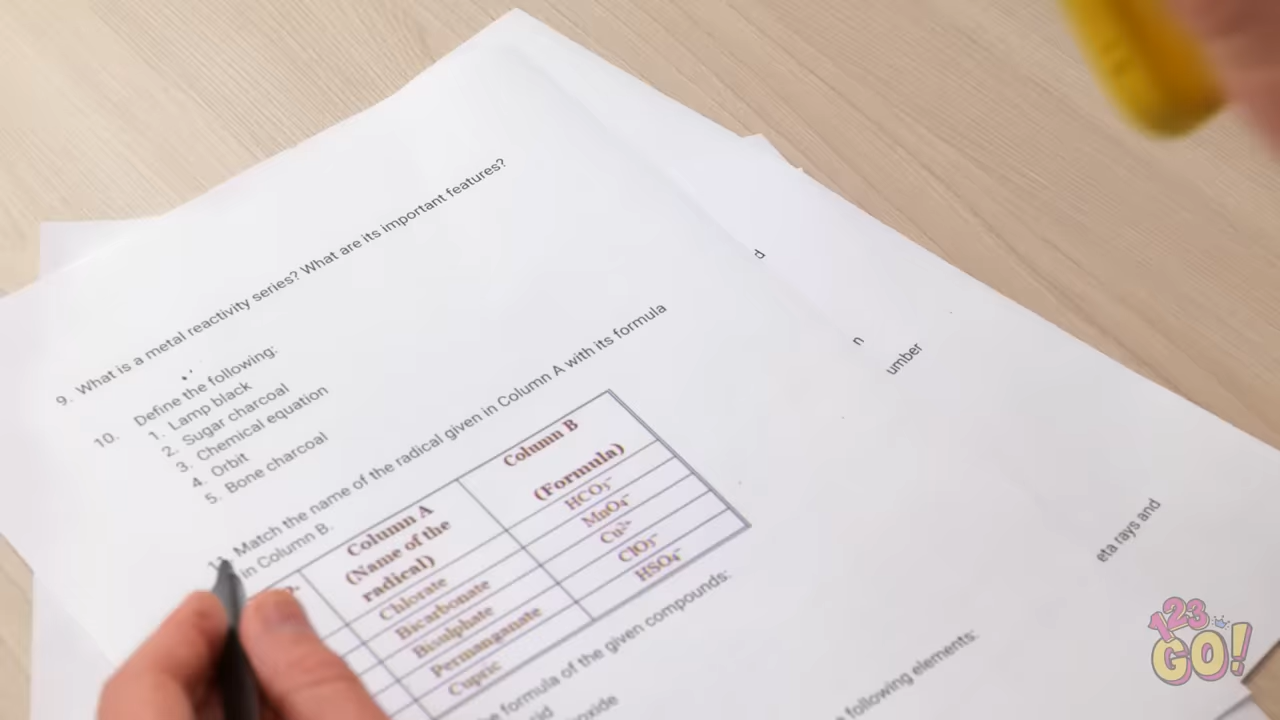 9. What is a metal reactivity series? What are its important features?
10. Define the following:
1. Lamp black
2. Sugar charcoal
3. Chemical equation
4. Orbit
5. Bone charcoal
Match the name of the radical given in Column A with its formula
in Column B.
Column A
(Name of the
radical)
Column B
(Formula)
Chlorate
HCO₃⁻
Bicarbonate
MnO₄⁻
Bisulphate
Cu²⁺
Permanganate
ClO₃⁻
Cupric
HSO₄⁻
formula of the given compounds:
d
n
umber
eta rays and
following elements:
123
GO!